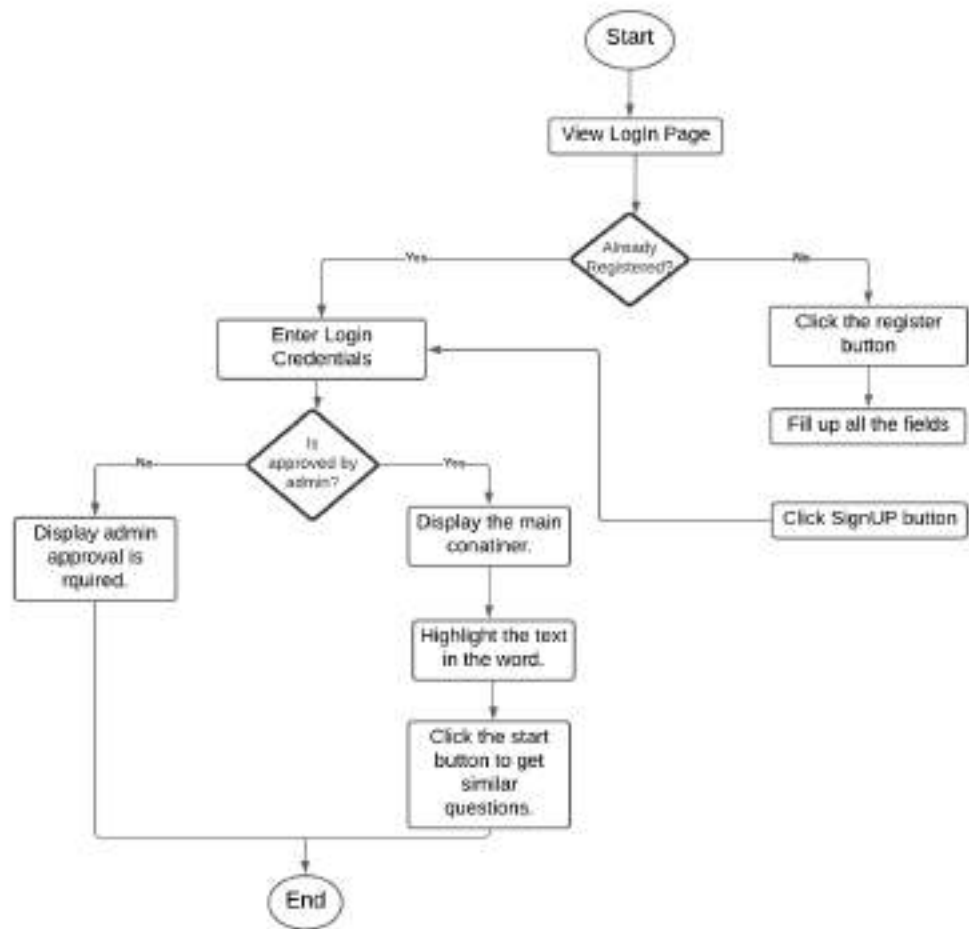 Start
View LogIn Page
Already
Registered?
Yes
No
Enter Login
Credentials
Click the register
button
Fill up all the fields
Is
approved by
admin?
No
Yes
Click SignUP button
Display admin
approval is
rquired.
Display the main
conatiner.
Highlight the text
in the word.
Click the start
button to get
similar
questions.
End